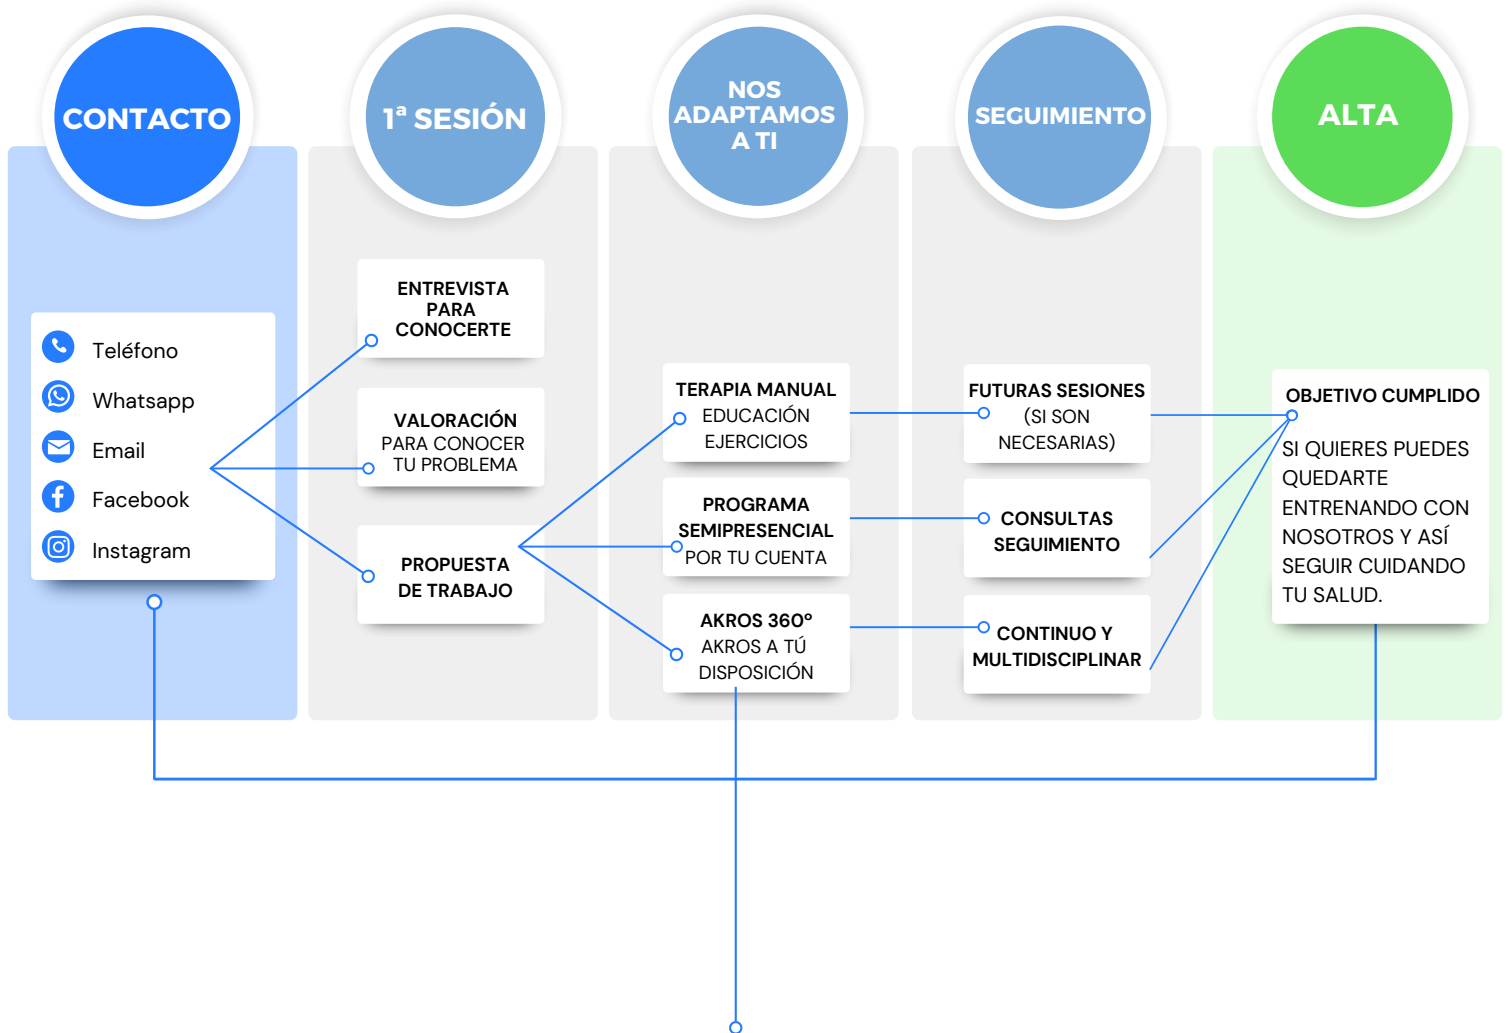 CONTACTO
1ª SESIÓN
NOS
ADAPTAMOS
A TI
SEGUIMIENTO
ALTA
Teléfono
Whatsapp
Email
Facebook
Instagram
ENTREVISTA
PARA
CONOCERTE
VALORACIÓN
PARA CONOCER
TU PROBLEMA
PROPUESTA
DE TRABAJO
TERAPIA MANUAL
EDUCACIÓN
EJERCICIOS
PROGRAMA
SEMIPRESENCIAL
POR TU CUENTA
AKROS 360º
AKROS A TÚ
DISPOSICIÓN
FUTURAS SESIONES
(SI SON
NECESARIAS)
CONSULTAS
SEGUIMIENTO
CONTINUO Y
MULTIDISCIPLINAR
OBJETIVO CUMPLIDO
SI QUIERES PUEDES
QUEDARTE
ENTRENANDO CON
NOSOTROS Y ASÍ
SEGUIR CUIDANDO
TU SALUD.